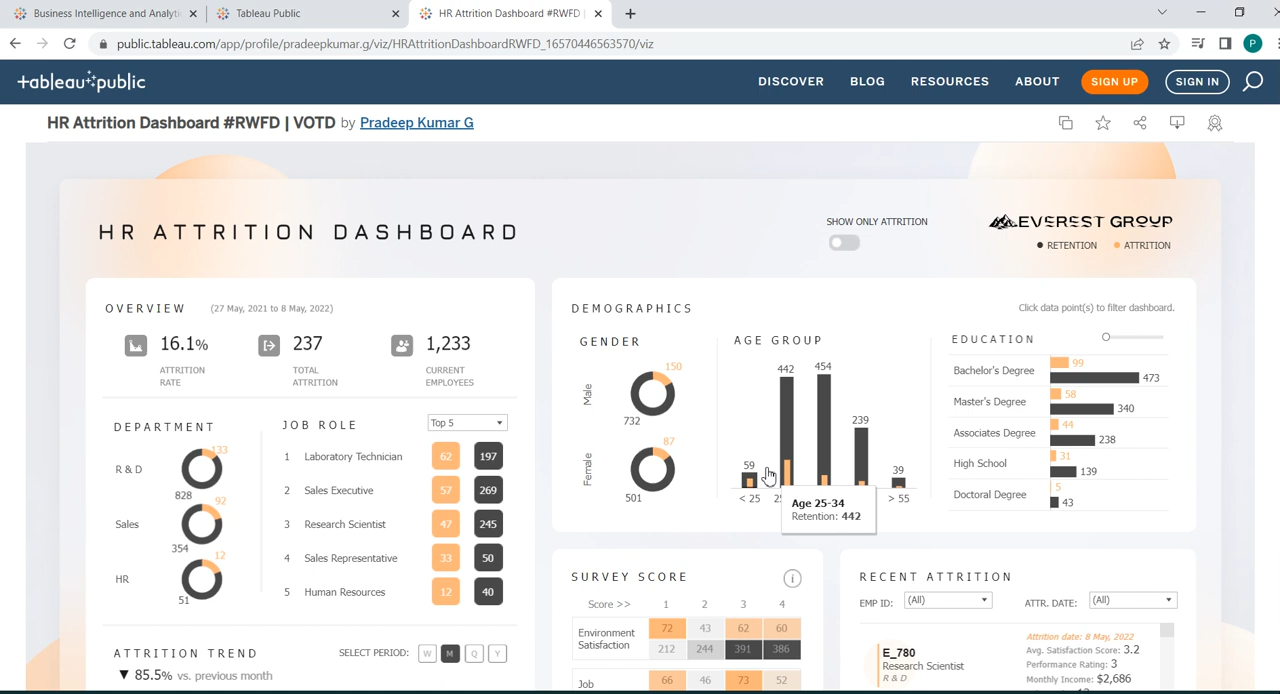 Business Intelligence and Analyti
Tableau Public
HR Attrition Dashboard #RWFD |
public.tableau.com/app/profile/pradeepkumar.g/viz/HRAttritionDashboardRWFD_16570446563570/viz
P
+ableau+public
DISCOVER
BLOG
RESOURCES
ABOUT
SIGN UP
SIGN IN
HR Attrition Dashboard #RWFD | VOTD by Pradeep Kumar G
HR ATTRITION DASHBOARD
SHOW ONLY ATTRITION
EVEREST GROUP
RETENTION
ATTRITION
OVERVIEW
(27 May, 2021 to 8 May, 2022)
16.1%
ATTRITION
RATE
237
TOTAL
ATTRITION
1,233
CURRENT
EMPLOYEES
DEPARTMENT
R & D
133
828
Sales
92
354
HR
12
51
JOB ROLE
Top 5
1 Laboratory Technician 62 197
2 Sales Executive 57 269
3 Research Scientist 47 245
4 Sales Representative 33 50
5 Human Resources 12 40
ATTRITION TREND
SELECT PERIOD: W M Q Y
▼ 85.5% vs. previous month
DEMOGRAPHICS
Click data point(s) to filter dashboard.
GENDER
Male
150
732
Female
87
501
AGE GROUP
59
442
454
239
39
< 25
> 55
Age 25-34
Retention: 442
EDUCATION
Bachelor's Degree 99 473
Master's Degree 58 340
Associates Degree 44 238
High School 31 139
Doctoral Degree 5 43
SURVEY SCORE
i
Score >> 1 2 3 4
Environment
Satisfaction
72 43 62 60
212 244 391 386
Job
66 46 73 52
RECENT ATTRITION
EMP ID: (All)
ATTR. DATE: (All)
E_780
Research Scientist
R & D
Attrition date: 8 May, 2022
Avg. Satisfaction Score: 3.2
Performance Rating: 3
Monthly Income: $2,686